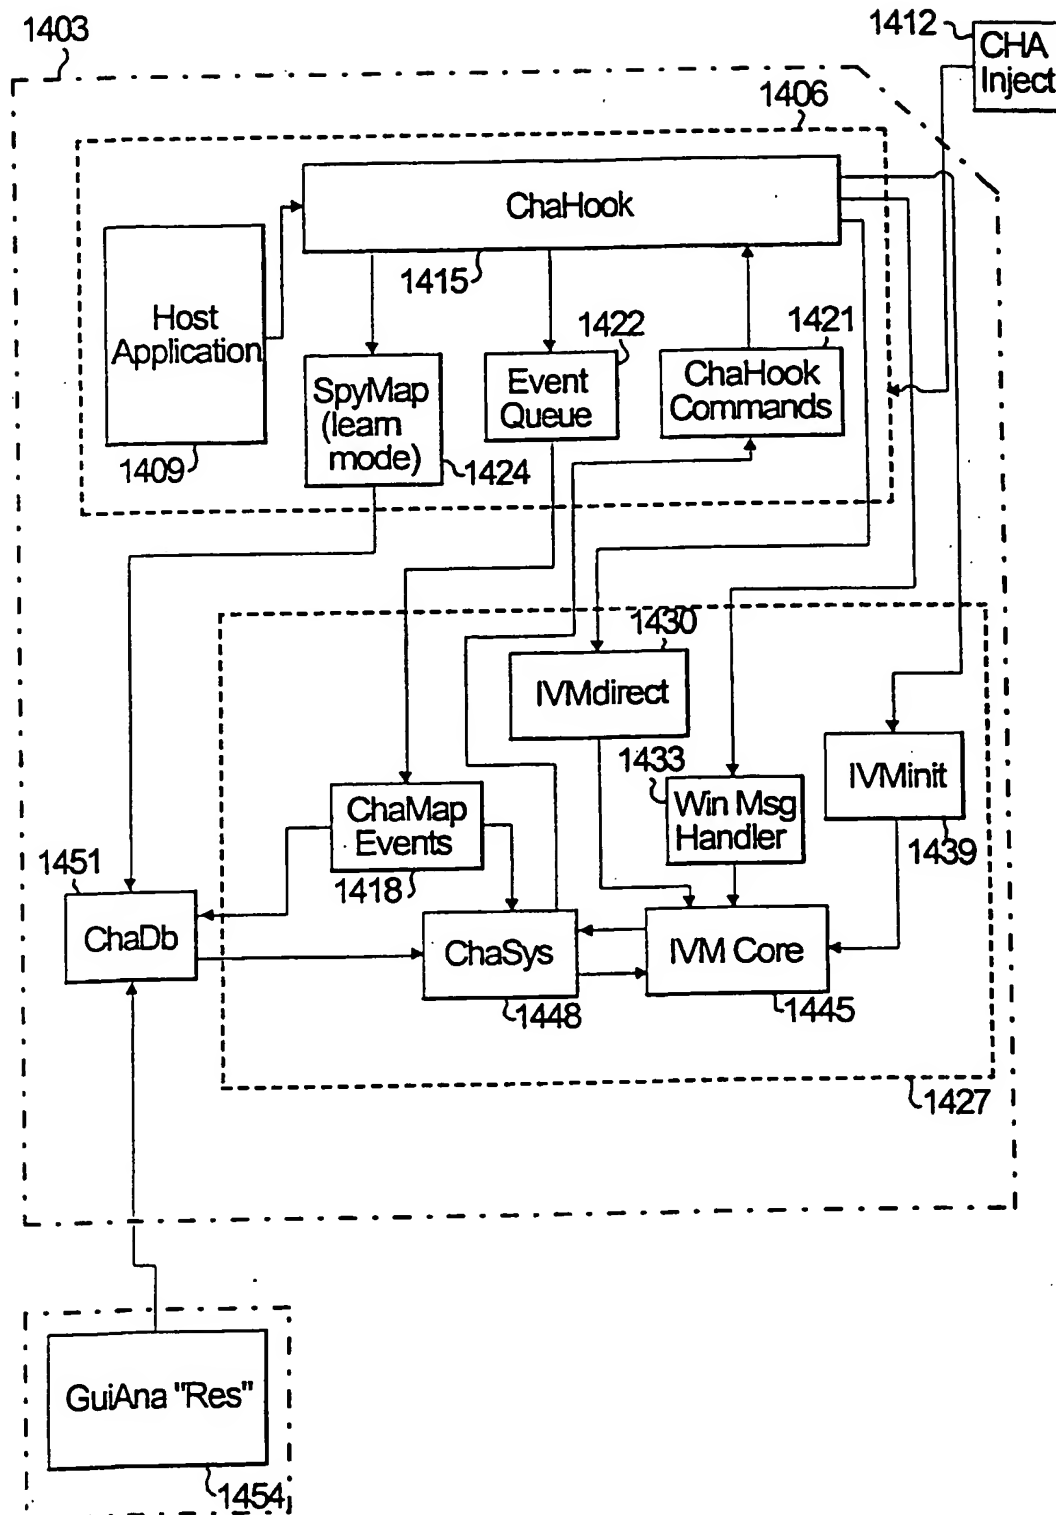 1403
1412
CHA
Inject
1406
ChaHook
1415
Host
Application
1409
SpyMap
(learn
mode)
1424
1422
Event
Queue
1421
ChaHook
Commands
1430
IVMdirect
1433
Win Msg
Handler
IVMinit
1439
ChaMap
Events
1418
1451
ChaDb
ChaSys
1448
IVM Core
1445
1427
GuiAna "Res"
1454